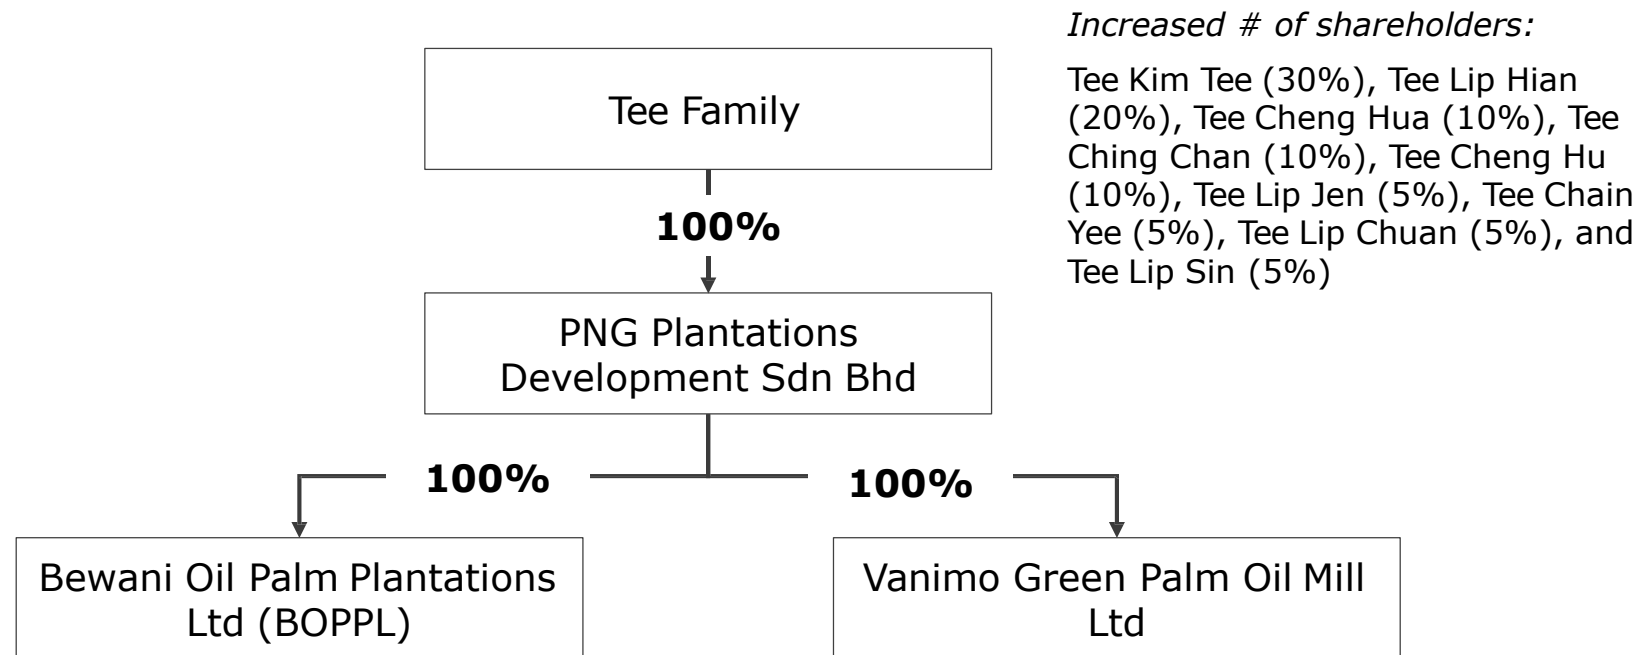 Increased # of shareholders:
Tee Kim Tee (30%), Tee Lip Hian
(20%), Tee Cheng Hua (10%), Tee
Ching Chan (10%), Tee Cheng Hu
(10%), Tee Lip Jen (5%), Tee Chain
Yee (5%), Tee Lip Chuan (5%), and
Tee Lip Sin (5%)
Tee Family
100%
PNG Plantations
Development Sdn Bhd
100%
100%
Bewani Oil Palm Plantations
Ltd (BOPPL)
Vanimo Green Palm Oil Mill
Ltd